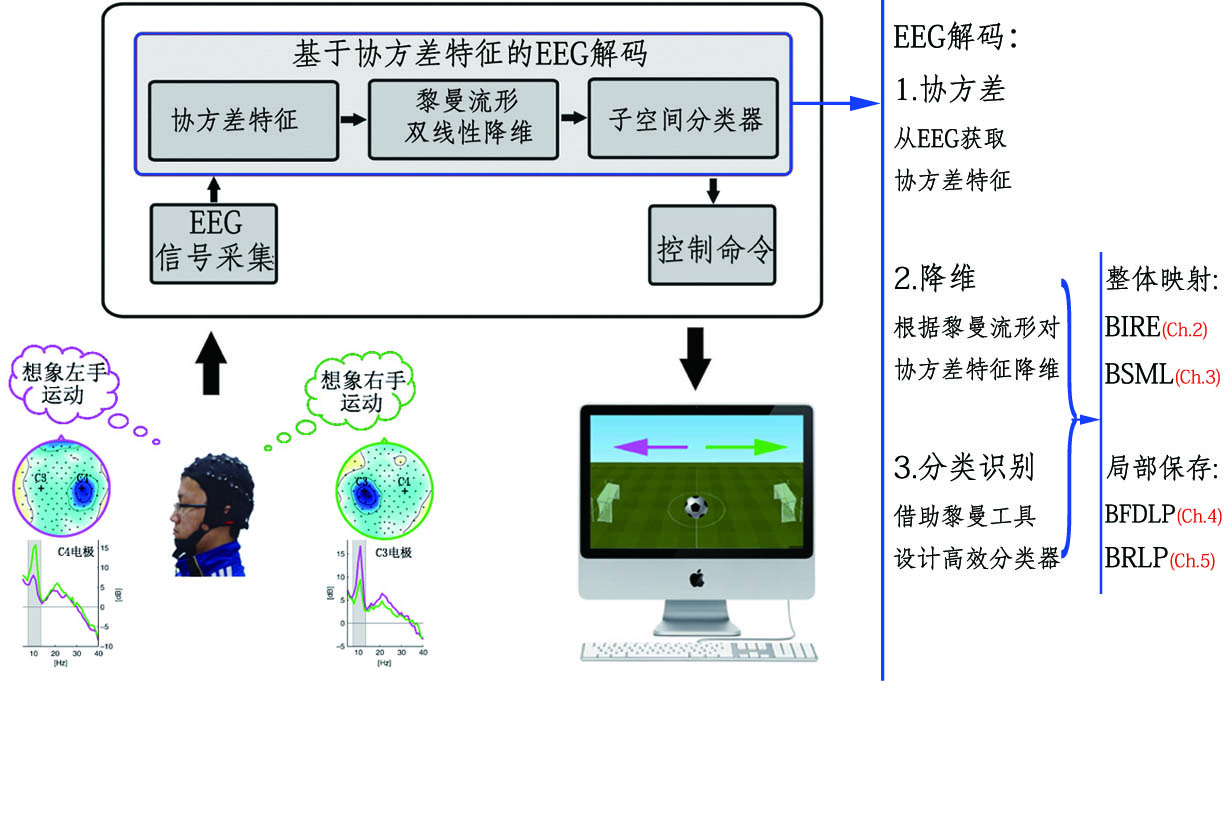 基于协方差特征的EEG解码
协方差特征
黎曼流形
双线性降维
子空间分类器
EEG
信号采集
控制命令
想象左手
运动
想象右手
运动
C3
C4
C3
C4
C4电极
15
10
5
0
-5
-10
[dB]
10
20
30
40
[Hz]
C3电极
15
10
5
0
-5
[dB]
10
20
30
40
[Hz]
EEG解码：
1.协方差
从EEG获取
协方差特征
2.降维
根据黎曼流形对
协方差特征降维
3.分类识别
借助黎曼工具
设计高效分类器
整体映射:
BIRE(Ch.2)
BSML(Ch.3)
局部保存:
BFDLP(Ch.4)
BRLP(Ch.5)